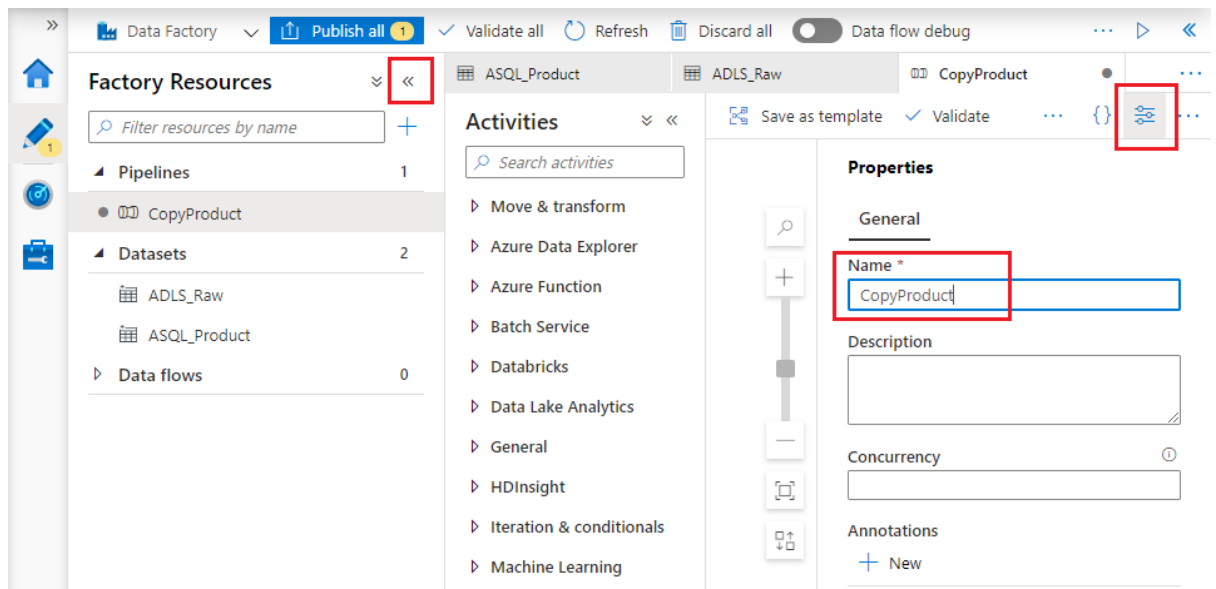 Data Factory
Publish all 1
Validate all
Refresh
Discard all
Data flow debug
Factory Resources
Filter resources by name
Pipelines 1
CopyProduct
Datasets 2
ADLS_Raw
ASQL_Product
Data flows 0
1
ASQL_Product
ADLS_Raw
CopyProduct
Activities
Search activities
Move & transform
Azure Data Explorer
Azure Function
Batch Service
Databricks
Data Lake Analytics
General
HDInsight
Iteration & conditionals
Machine Learning
Save as template
Validate
Properties
General
Name *
CopyProduct
Description
Concurrency
Annotations
New